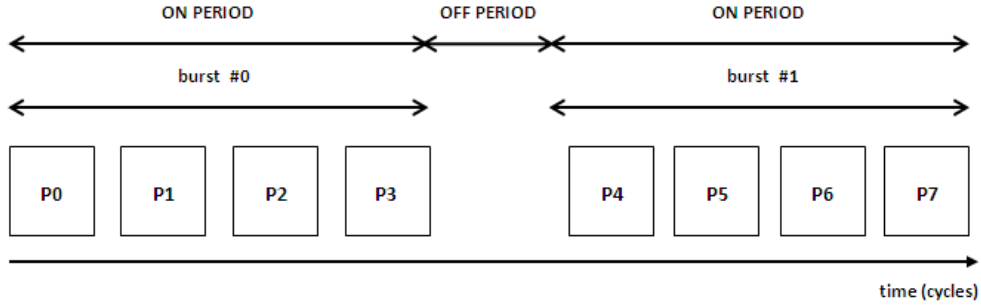 ON PERIOD OFF PERIOD ON PERIOD
burst #0 burst #1
P0 P1 P2 P3 P4 P5 P6 P7
time (cycles)